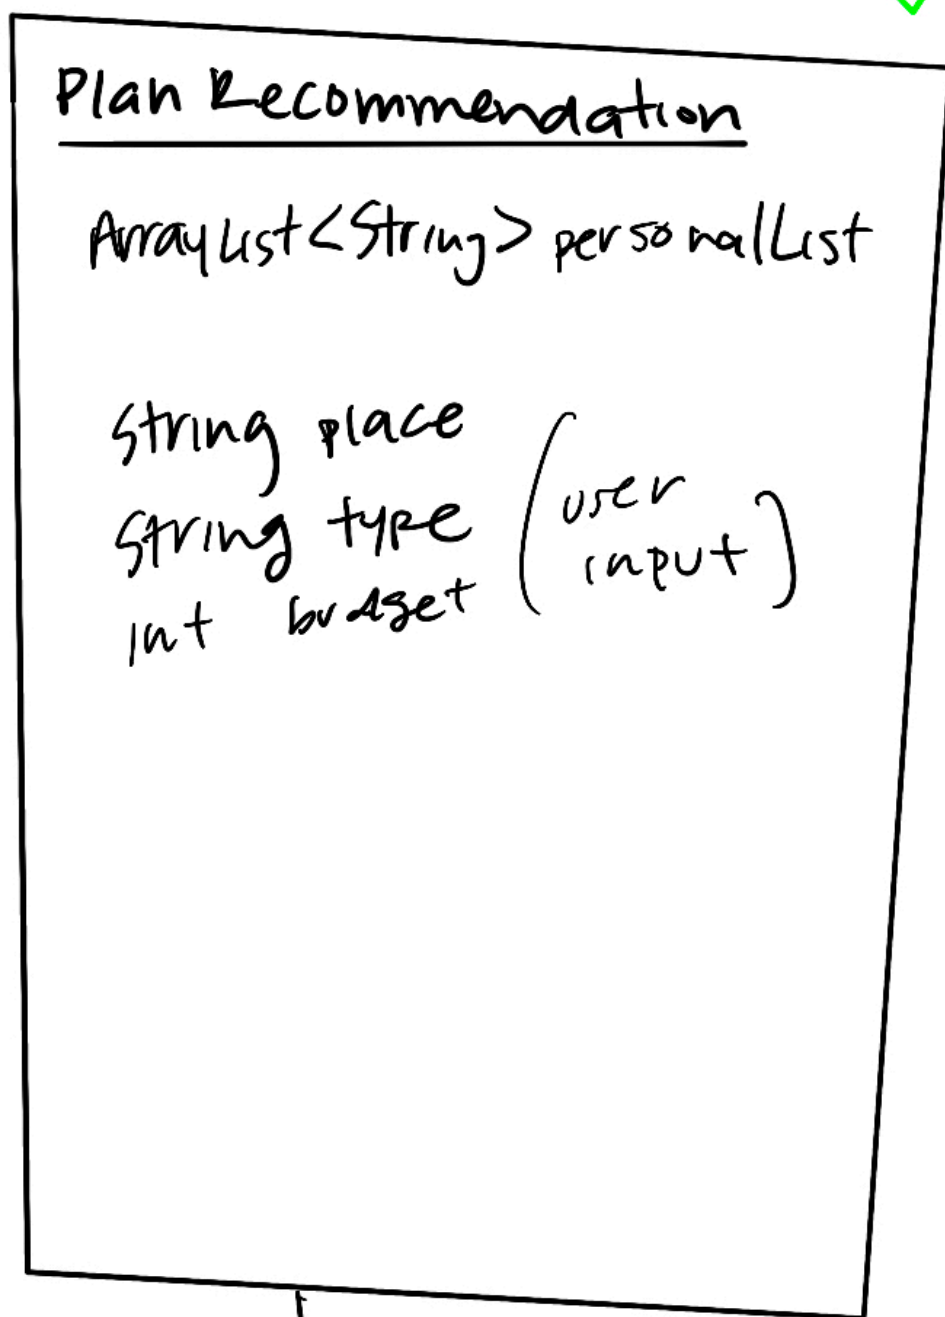 Plan Recommendation
ArrayList<String> personalList
String place
String type (user
input)
int budget